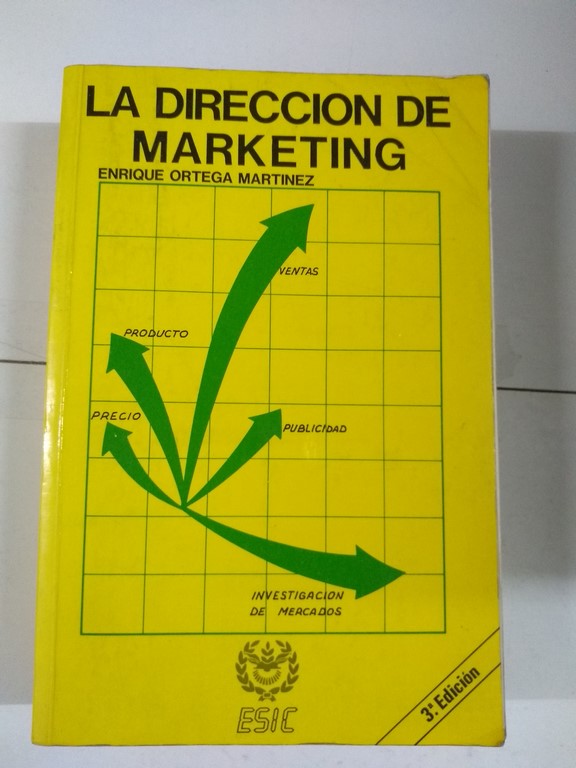 LA DIRECCION DE
MARKETING
ENRIQUE ORTEGA MARTINEZ
VENTAS
PRODUCTO
PRECIO
PUBLICIDAD
INVESTIGACION
DE MERCADOS
3ª. Edición
ESIC